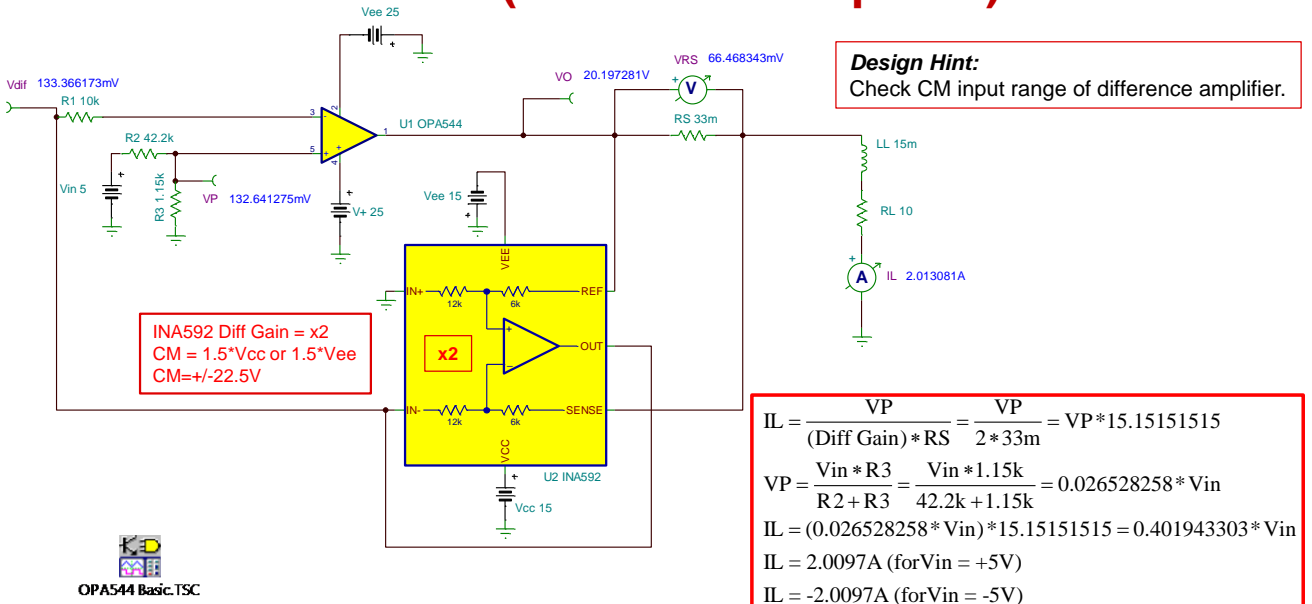 Vee 25
Design Hint:
Check CM input range of difference amplifier.
VRS 66.468343mV
VO 20.197281V
Vdif 133.366173mV
R1 10k
V
RS 33m
U1 OPA544
3
2
1
5
4
-
+
+
R2 42.2k
LL 15m
Vin 5
R3 1.15k
VP 132.641275mV
V+ 25
Vee 15
RL 10
A
IL 2.013081A
VEE
IN+
12k
6k
REF
INA592 Diff Gain = x2
CM = 1.5*Vcc or 1.5*Vee
CM=+/-22.5V
x2
OUT
IN-
12k
6k
SENSE
VCC
U2 INA592
Vcc 15
IL = VP / (Diff Gain) * RS = VP / 2 * 33m = VP*15.15151515
VP = Vin * R3 / R2 + R3 = Vin *1.15k / 42.2k +1.15k = 0.026528258* Vin
IL = (0.026528258* Vin) *15.15151515 = 0.401943303* Vin
IL = 2.0097A (forVin = +5V)
IL = -2.0097A (forVin = -5V)
OPA544 Basic.TSC